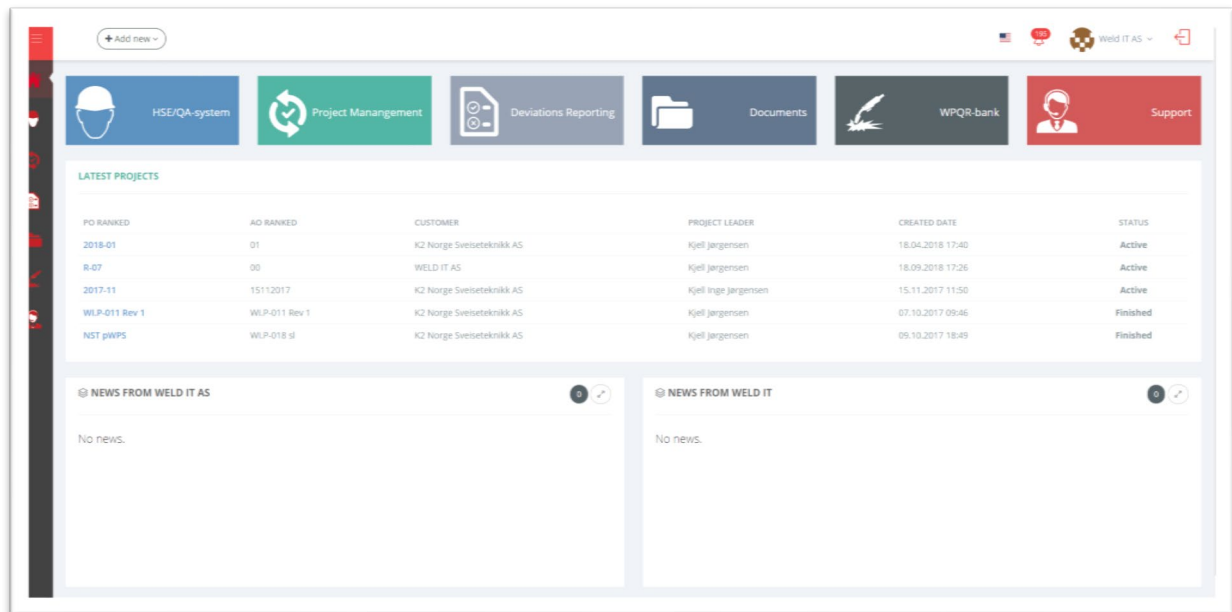 + Add new
195
Weld IT AS
HSE/QA-system
Project Manangement
Deviations Reporting
Documents
WPQR-bank
Support
LATEST PROJECTS
PO RANKED AO RANKED CUSTOMER PROJECT LEADER CREATED DATE STATUS
2018-01 01 K2 Norge Sveiseteknikk AS Kjell Jørgensen 18.04.2018 17:40 Active
R-07 00 WELD IT AS Kjell Jørgensen 18.09.2018 17:26 Active
2017-11 15112017 K2 Norge Sveiseteknikk AS Kjell Inge Jørgensen 15.11.2017 11:50 Active
WLP-011 Rev 1 WLP-011 Rev 1 K2 Norge Sveiseteknikk AS Kjell Jørgensen 07.10.2017 09:46 Finished
NST pWPS WLP-018 sl K2 Norge Sveiseteknikk AS Kjell Jørgensen 09.10.2017 18:49 Finished
NEWS FROM WELD IT AS 0
No news.
NEWS FROM WELD IT 0
No news.